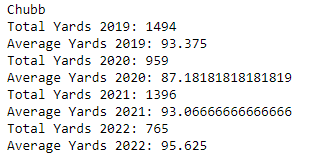 Chubb
Total Yards 2019: 1494
Average Yards 2019: 93.375
Total Yards 2020: 959
Average Yards 2020: 87.18181818181819
Total Yards 2021: 1396
Average Yards 2021: 93.06666666666666
Total Yards 2022: 765
Average Yards 2022: 95.625